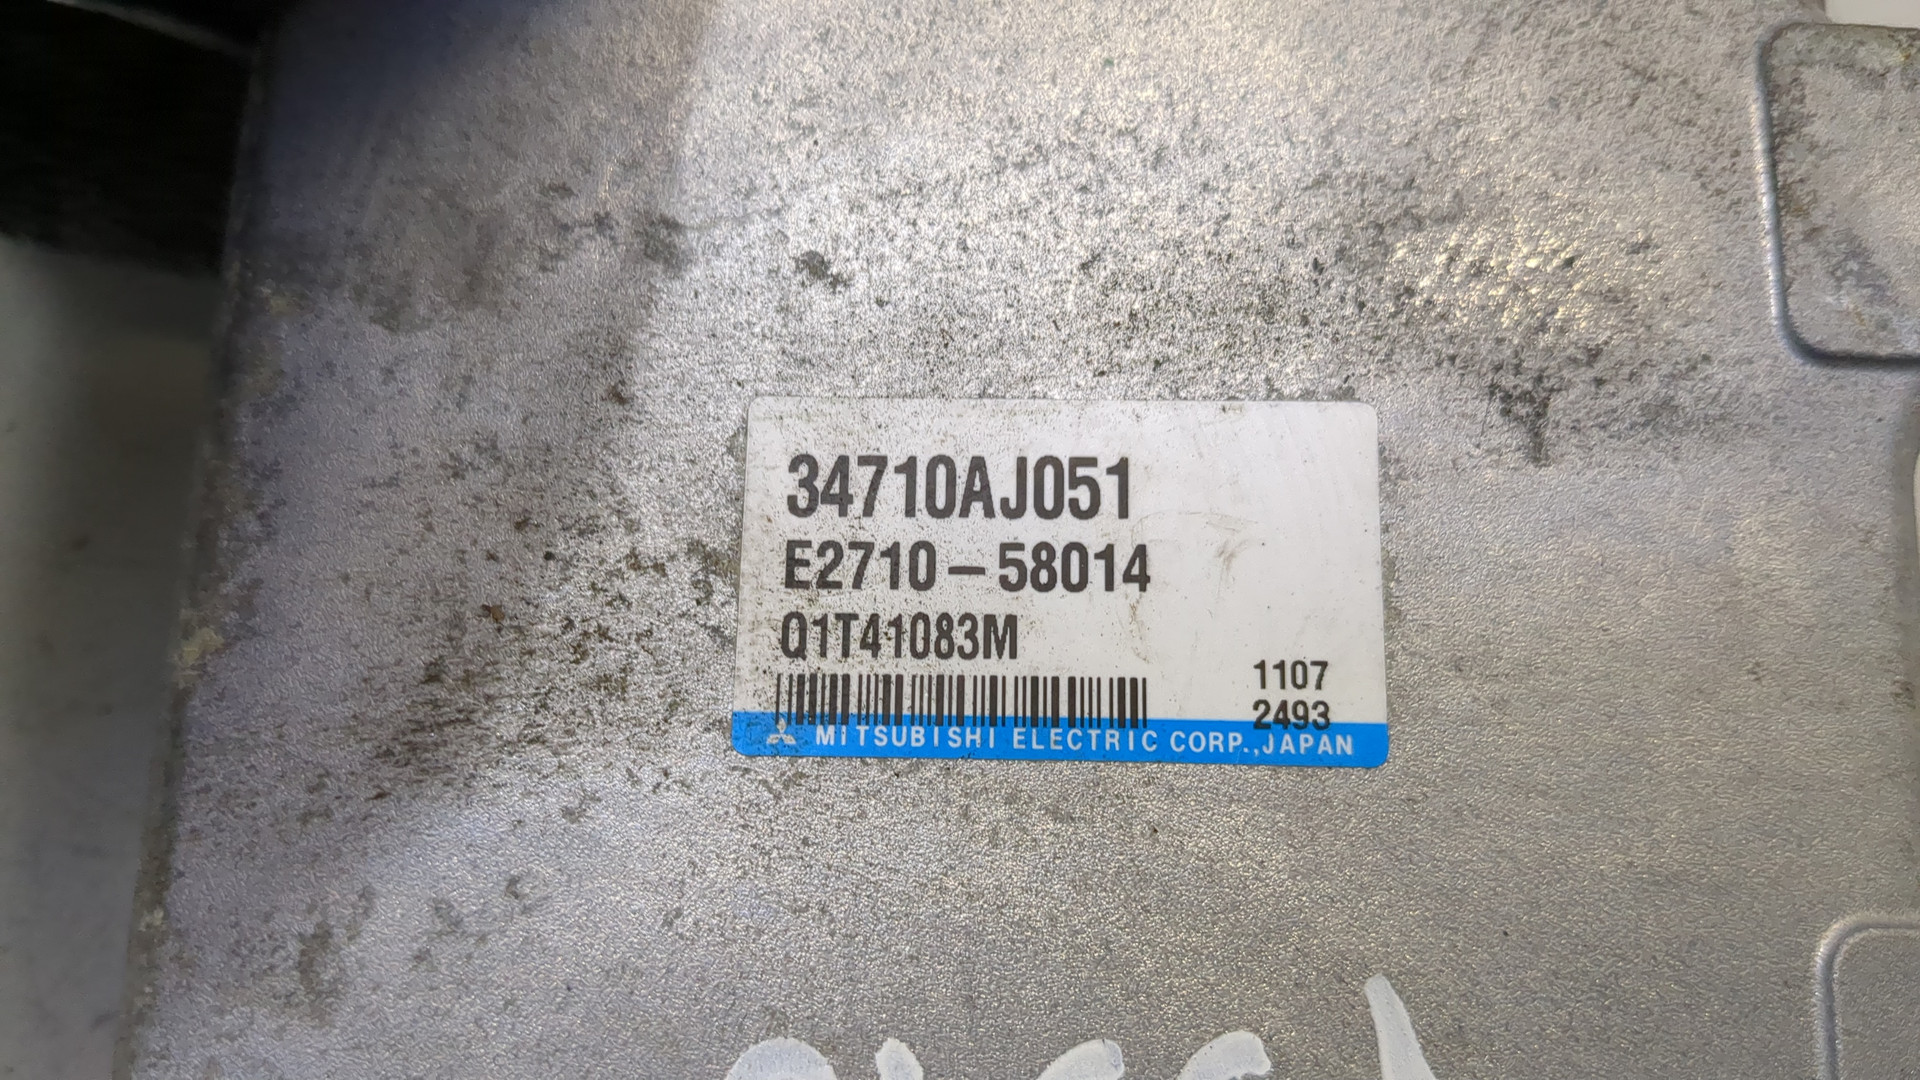 34710AJ051
E2710-58014
Q1T41083M
1107
2493
MITSUBISHI ELECTRIC CORP.,JAPAN